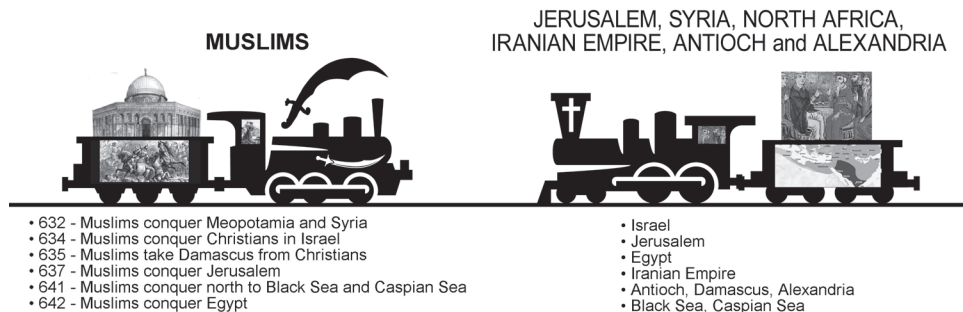 MUSLIMS
JERUSALEM, SYRIA, NORTH AFRICA,
IRANIAN EMPIRE, ANTIOCH and ALEXANDRIA
• 632 - Muslims conquer Meopotamia and Syria
• 634 - Muslims conquer Christians in Israel
• 635 - Muslims take Damascus from Christians
• 637 - Muslims conquer Jerusalem
• 641 - Muslims conquer north to Black Sea and Caspian Sea
• 642 - Muslims conquer Egypt
• Israel
• Jerusalem
• Egypt
• Iranian Empire
• Antioch, Damascus, Alexandria
• Black Sea, Caspian Sea